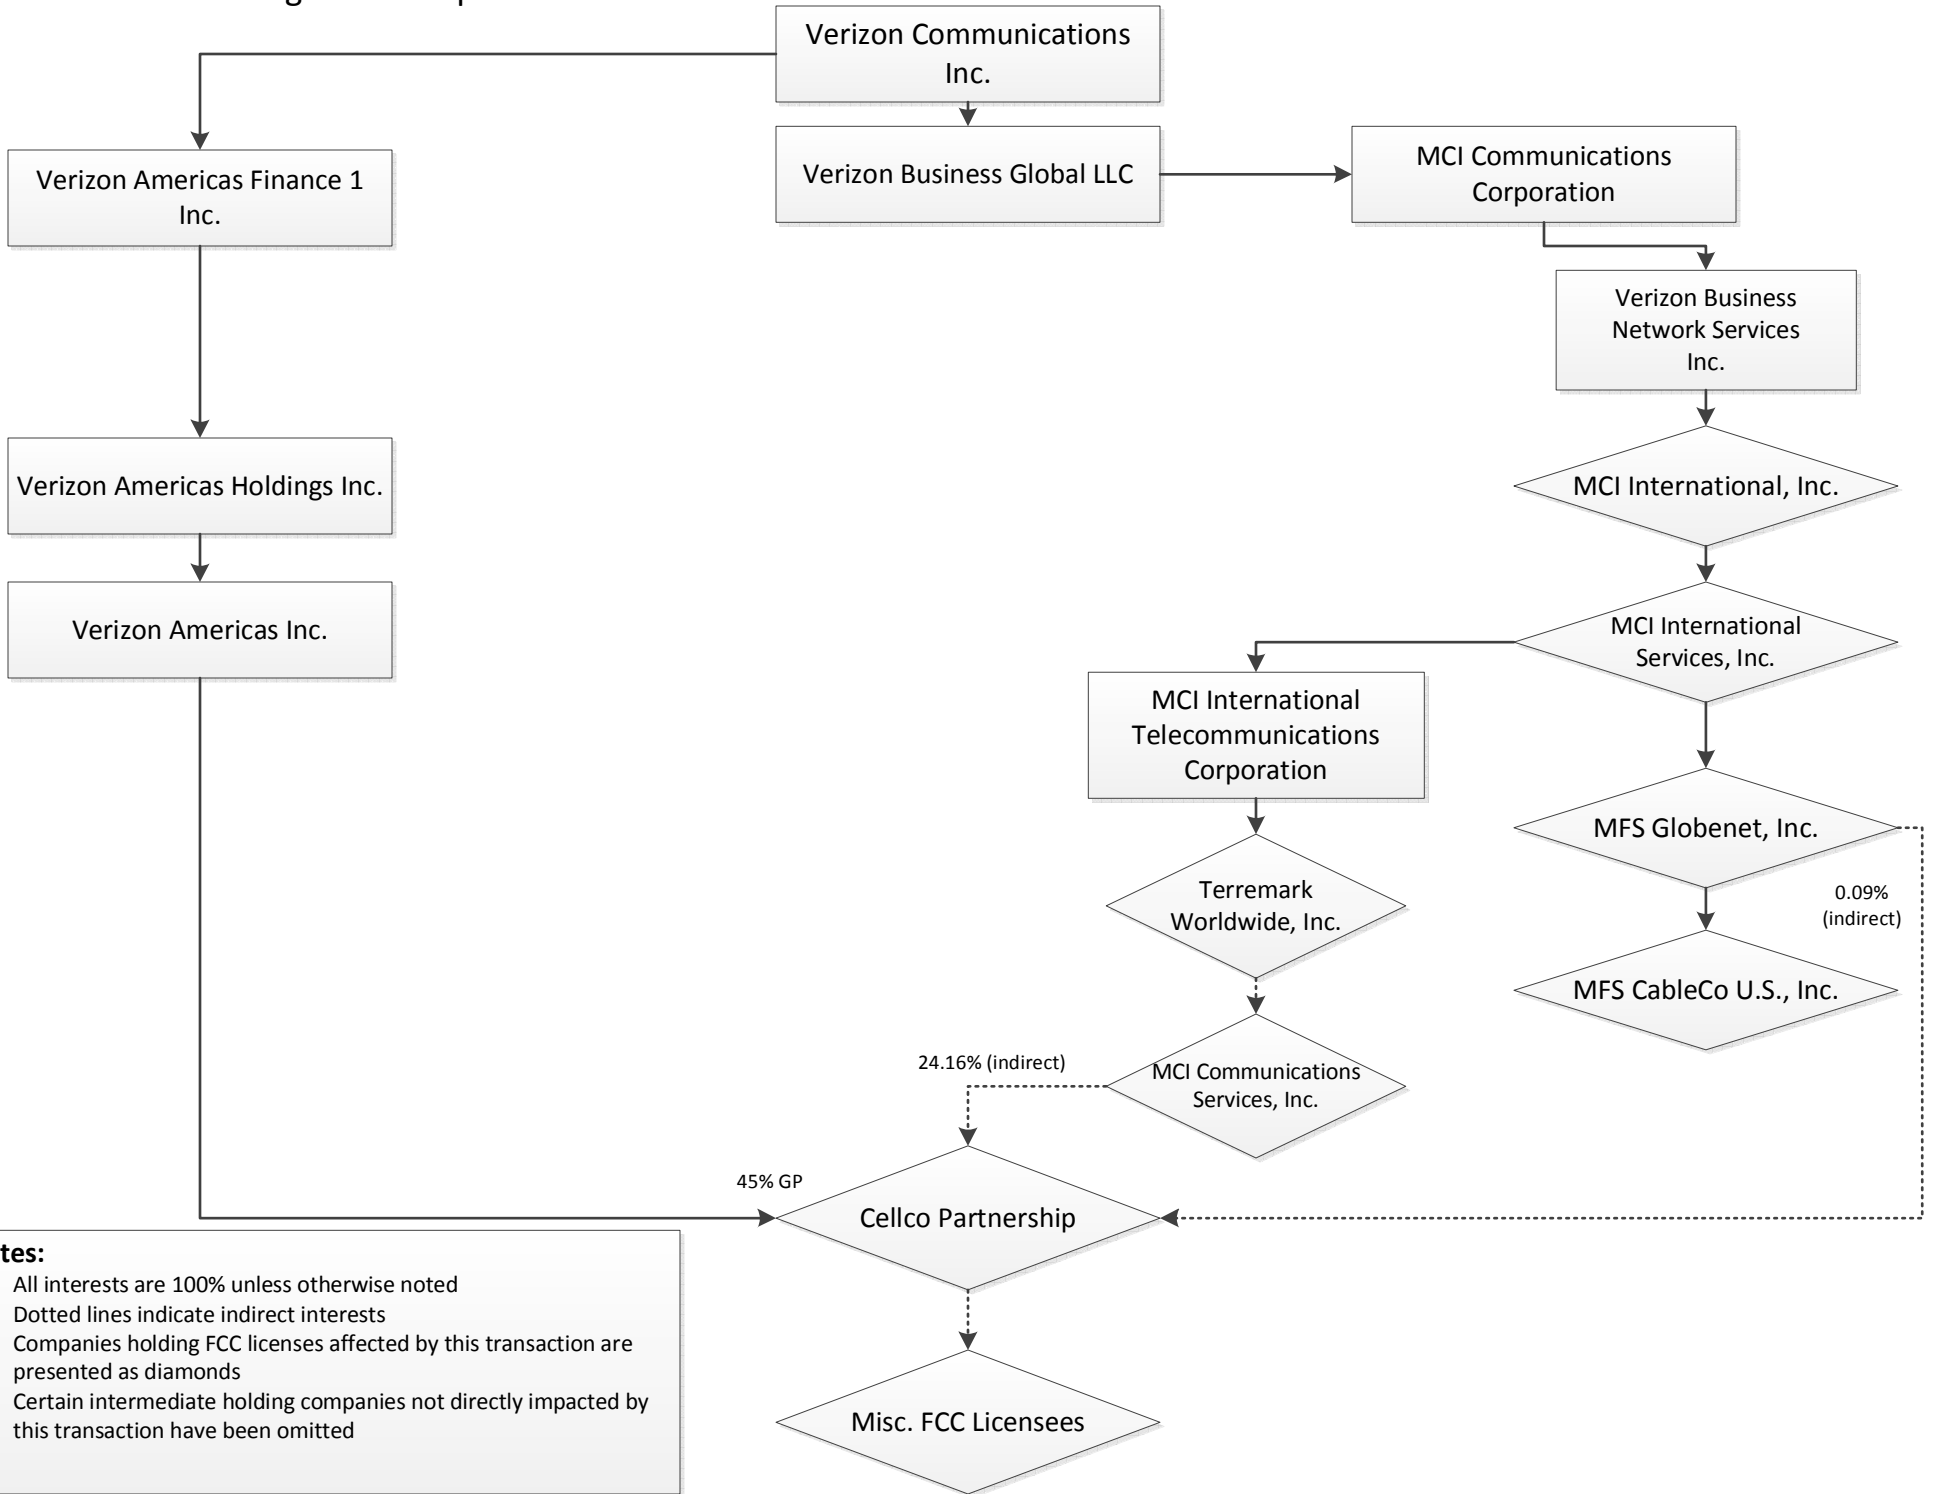 Verizon Communications
Inc.
Verizon Americas Finance 1
Inc.
Verizon Business Global LLC
MCI Communications
Corporation
Verizon Business
Network Services
Inc.
Verizon Americas Holdings Inc.
MCI International, Inc.
Verizon Americas Inc.
MCI International
Services, Inc.
MCI International
Telecommunications
Corporation
MFS Globenet, Inc.
Terremark
Worldwide, Inc.
0.09%
(indirect)
MFS CableCo U.S., Inc.
24.16% (indirect)
MCI Communications
Services, Inc.
45% GP
Cellco Partnership
tes:
All interests are 100% unless otherwise noted
Dotted lines indicate indirect interests
Companies holding FCC licenses affected by this transaction are
presented as diamonds
Certain intermediate holding companies not directly impacted by
this transaction have been omitted
Misc. FCC Licensees